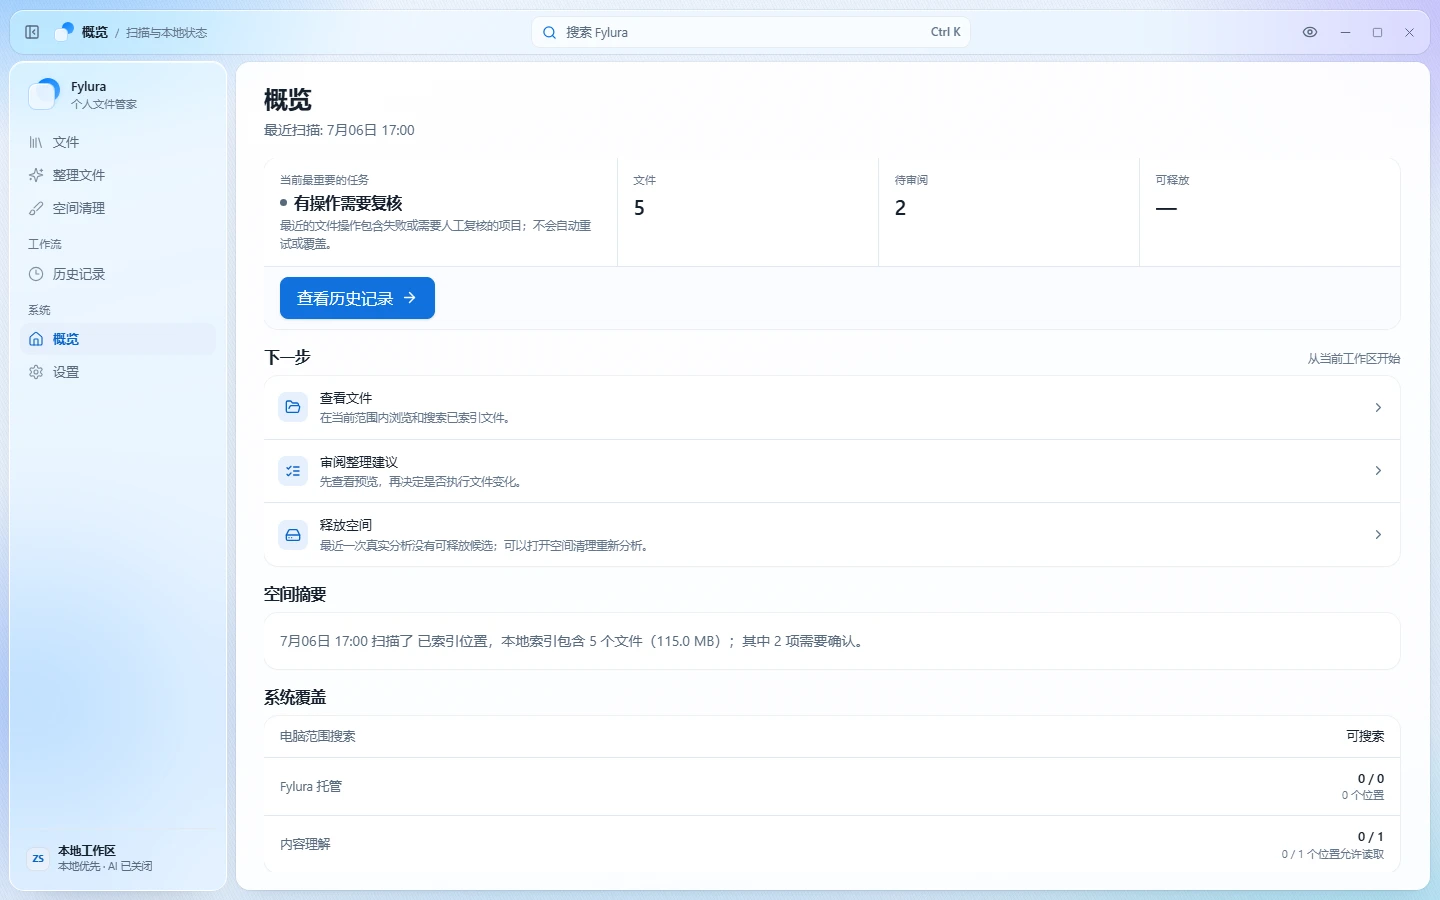 概览 / 扫描与本地状态
搜索 Fylura
Ctrl K
Fylura
个人文件管家
文件
整理文件
空间清理
工作流
历史记录
系统
概览
设置
ZS
本地工作区
本地优先 · AI 已关闭
概览
最近扫描: 7月06日 17:00
当前最重要的任务
有操作需要复核
最近的文件操作包含失败或需要人工复核的项目；不会自动重
试或覆盖。
文件
5
待审阅
2
可释放
—
查看历史记录
下一步
从当前工作区开始
查看文件
在当前范围内浏览和搜索已索引文件。
审阅整理建议
先查看预览，再决定是否执行文件变化。
释放空间
最近一次真实分析没有可释放候选；可以打开空间清理重新分析。
空间摘要
7月06日 17:00 扫描了 已索引位置，本地索引包含 5 个文件（115.0 MB）；其中 2 项需要确认。
系统覆盖
电脑范围搜索
可搜索
Fylura 托管
0 / 0
0 个位置
内容理解
0 / 1
0 / 1 个位置允许读取